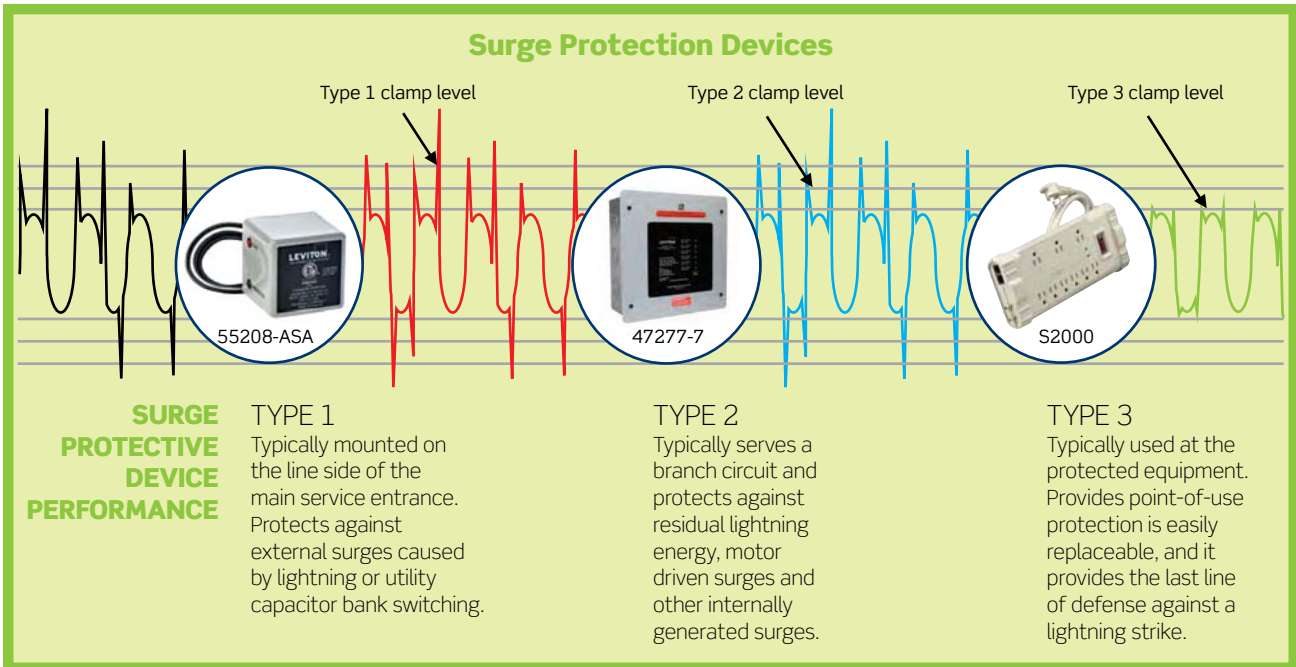 Surge Protection Devices
Type 1 clamp level
Type 2 clamp level
Type 3 clamp level
LEVITON
55208-ASA
LEVITON
47277-7
S2000
SURGE
PROTECTIVE
DEVICE
PERFORMANCE
TYPE 1
Typically mounted on
the line side of the
main service entrance.
Protects against
external surges caused
by lightning or utility
capacitor bank switching.
TYPE 2
Typically serves a
branch circuit and
protects against
residual lightning
energy, motor
driven surges and
other internally
generated surges.
TYPE 3
Typically used at the
protected equipment.
Provides point-of-use
protection is easily
replaceable, and it
provides the last line
of defense against a
lightning strike.